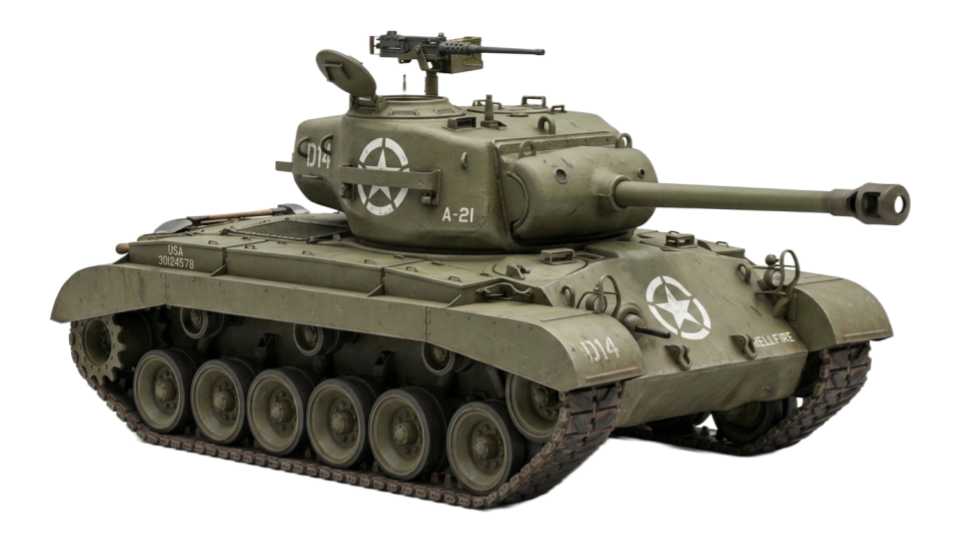 D14
A-21
USA
30124578
D14
HELLFIRE